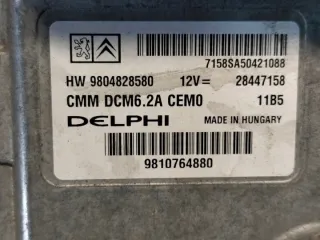 7158SA50421088
HW 9804828580 12V= 28447158
CMM DCM6.2A CEM0 11B5
DELPHI MADE IN HUNGARY
9810764880